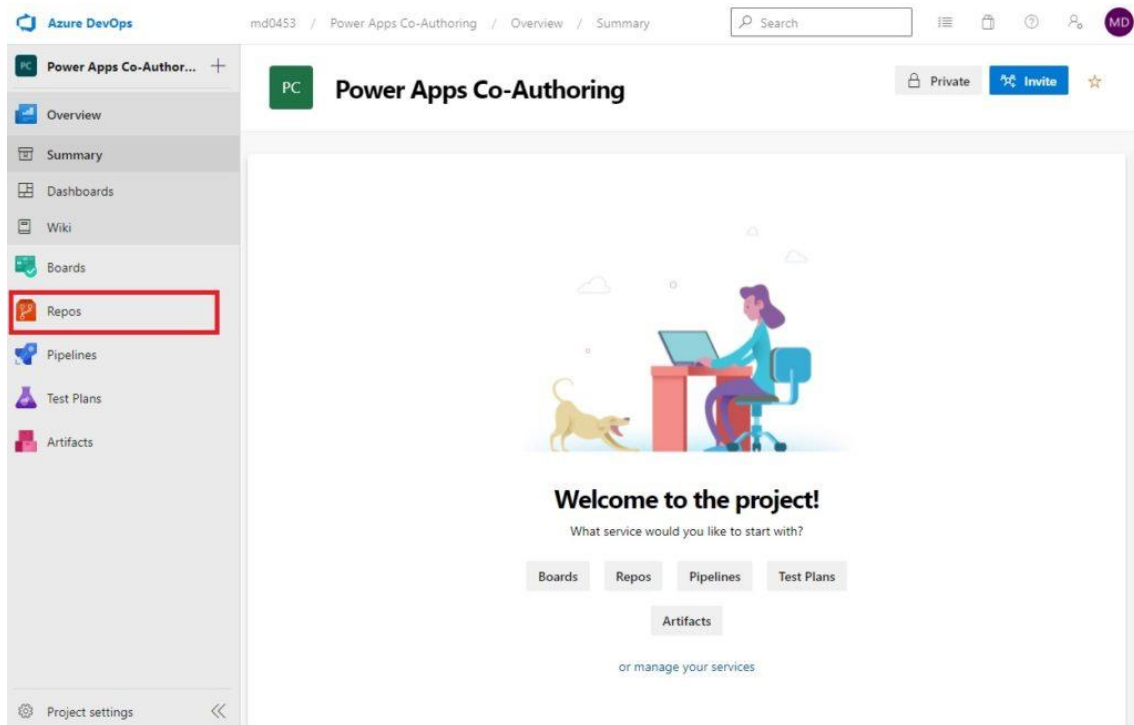 Azure DevOps
md0453 / Power Apps Co-Authoring / Overview / Summary
Search
MD
PC
Power Apps Co-Author...
PC
Power Apps Co-Authoring
Private
Invite
Overview
Summary
Dashboards
Wiki
Boards
Repos
Pipelines
Test Plans
Artifacts
Welcome to the project!
What service would you like to start with?
Boards Repos Pipelines Test Plans
Artifacts
or manage your services
Project settings